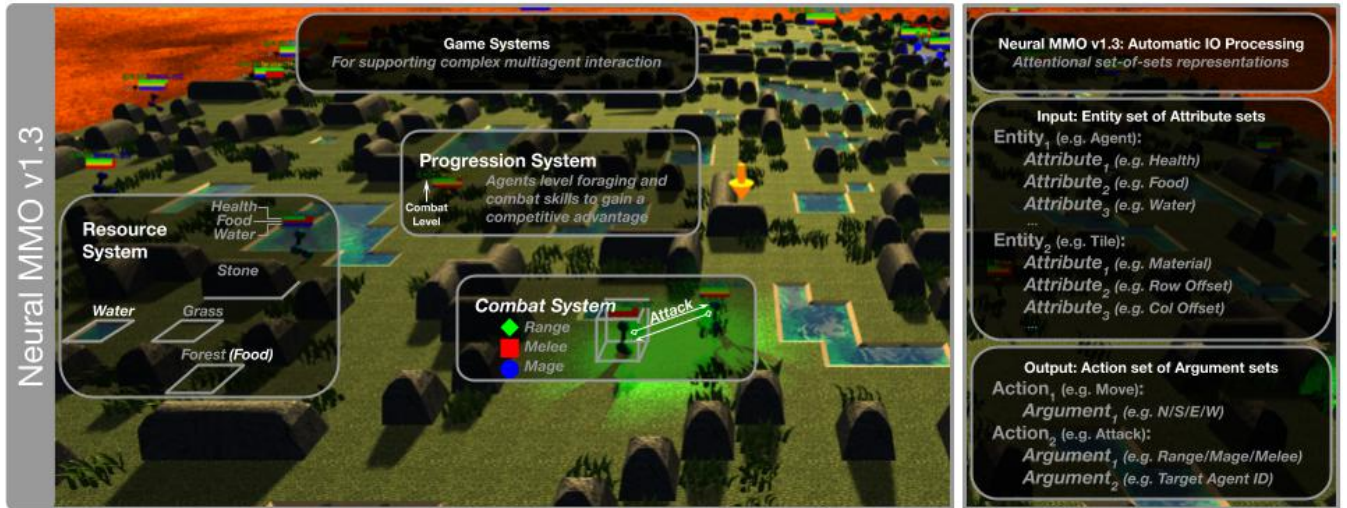 Neural MMO v1.3
Game Systems
For supporting complex multiagent interaction
Progression System
Combat
Level
Agents level foraging and
combat skills to gain a
competitive advantage
Resource
System
Health
Food
Water
Stone
Water
Grass
Forest (Food)
Combat System
Range
Melee
Mage
Attack
Neural MMO v1.3: Automatic IO Processing
Attentional set-of-sets representations
Input: Entity set of Attribute sets
Entity1 (e.g. Agent):
Attribute1 (e.g. Health)
Attribute2 (e.g. Food)
Attribute3 (e.g. Water)
...
Entity2 (e.g. Tile):
Attribute1 (e.g. Material)
Attribute2 (e.g. Row Offset)
Attribute3 (e.g. Col Offset)
...
Output: Action set of Argument sets
Action1 (e.g. Move):
Argument1 (e.g. N/S/E/W)
Action2 (e.g. Attack):
Argument1 (e.g. Range/Mage/Melee)
Argument2 (e.g. Target Agent ID)